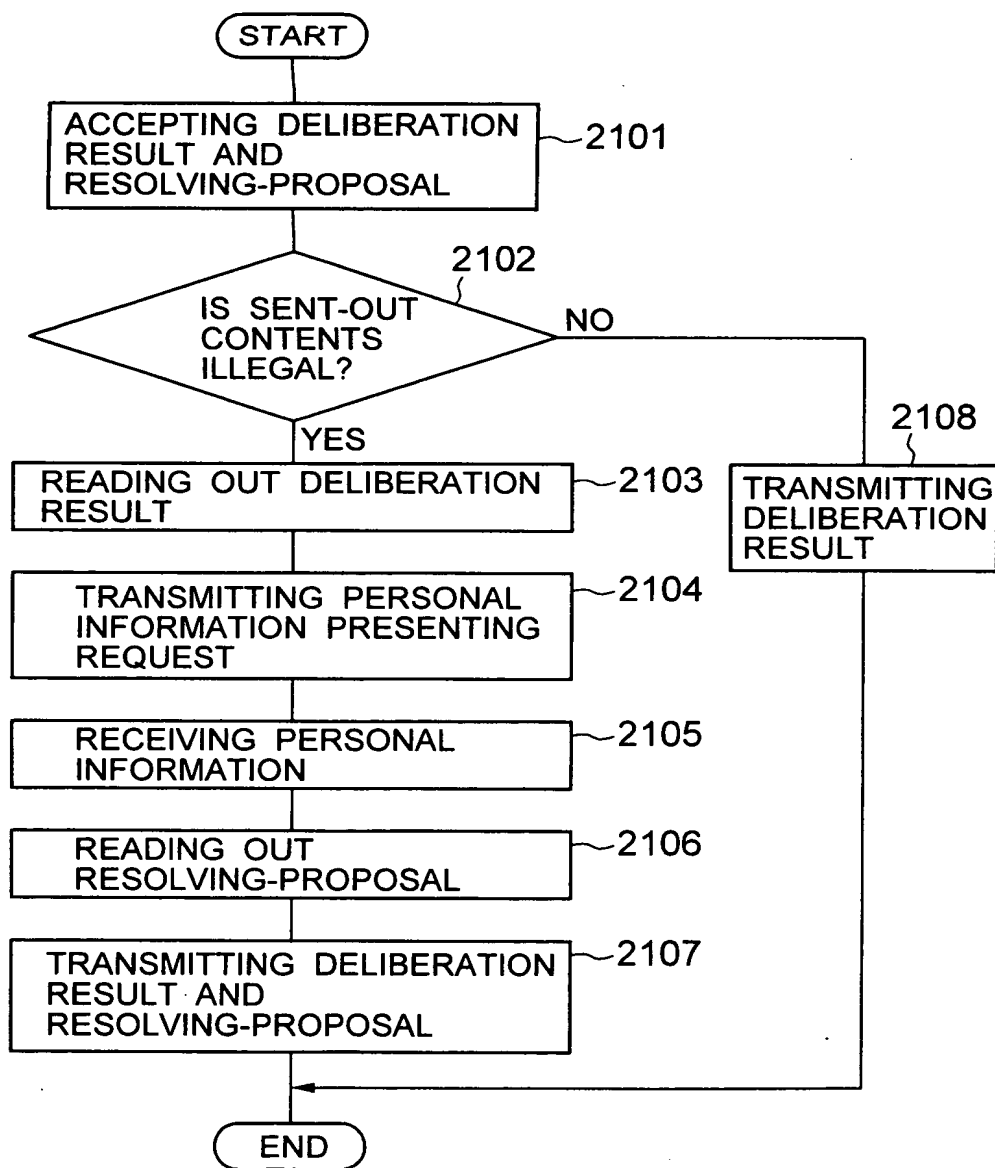 START
ACCEPTING DELIBERATION
RESULT AND
RESOLVING-PROPOSAL
2101
2102
IS SENT-OUT
CONTENTS
ILLEGAL?
NO
YES
2108
READING OUT DELIBERATION
RESULT
2103
TRANSMITTING
DELIBERATION
RESULT
TRANSMITTING PERSONAL
INFORMATION PRESENTING
REQUEST
2104
RECEIVING PERSONAL
INFORMATION
2105
READING OUT
RESOLVING-PROPOSAL
2106
TRANSMITTING DELIBERATION
RESULT AND
RESOLVING-PROPOSAL
2107
END